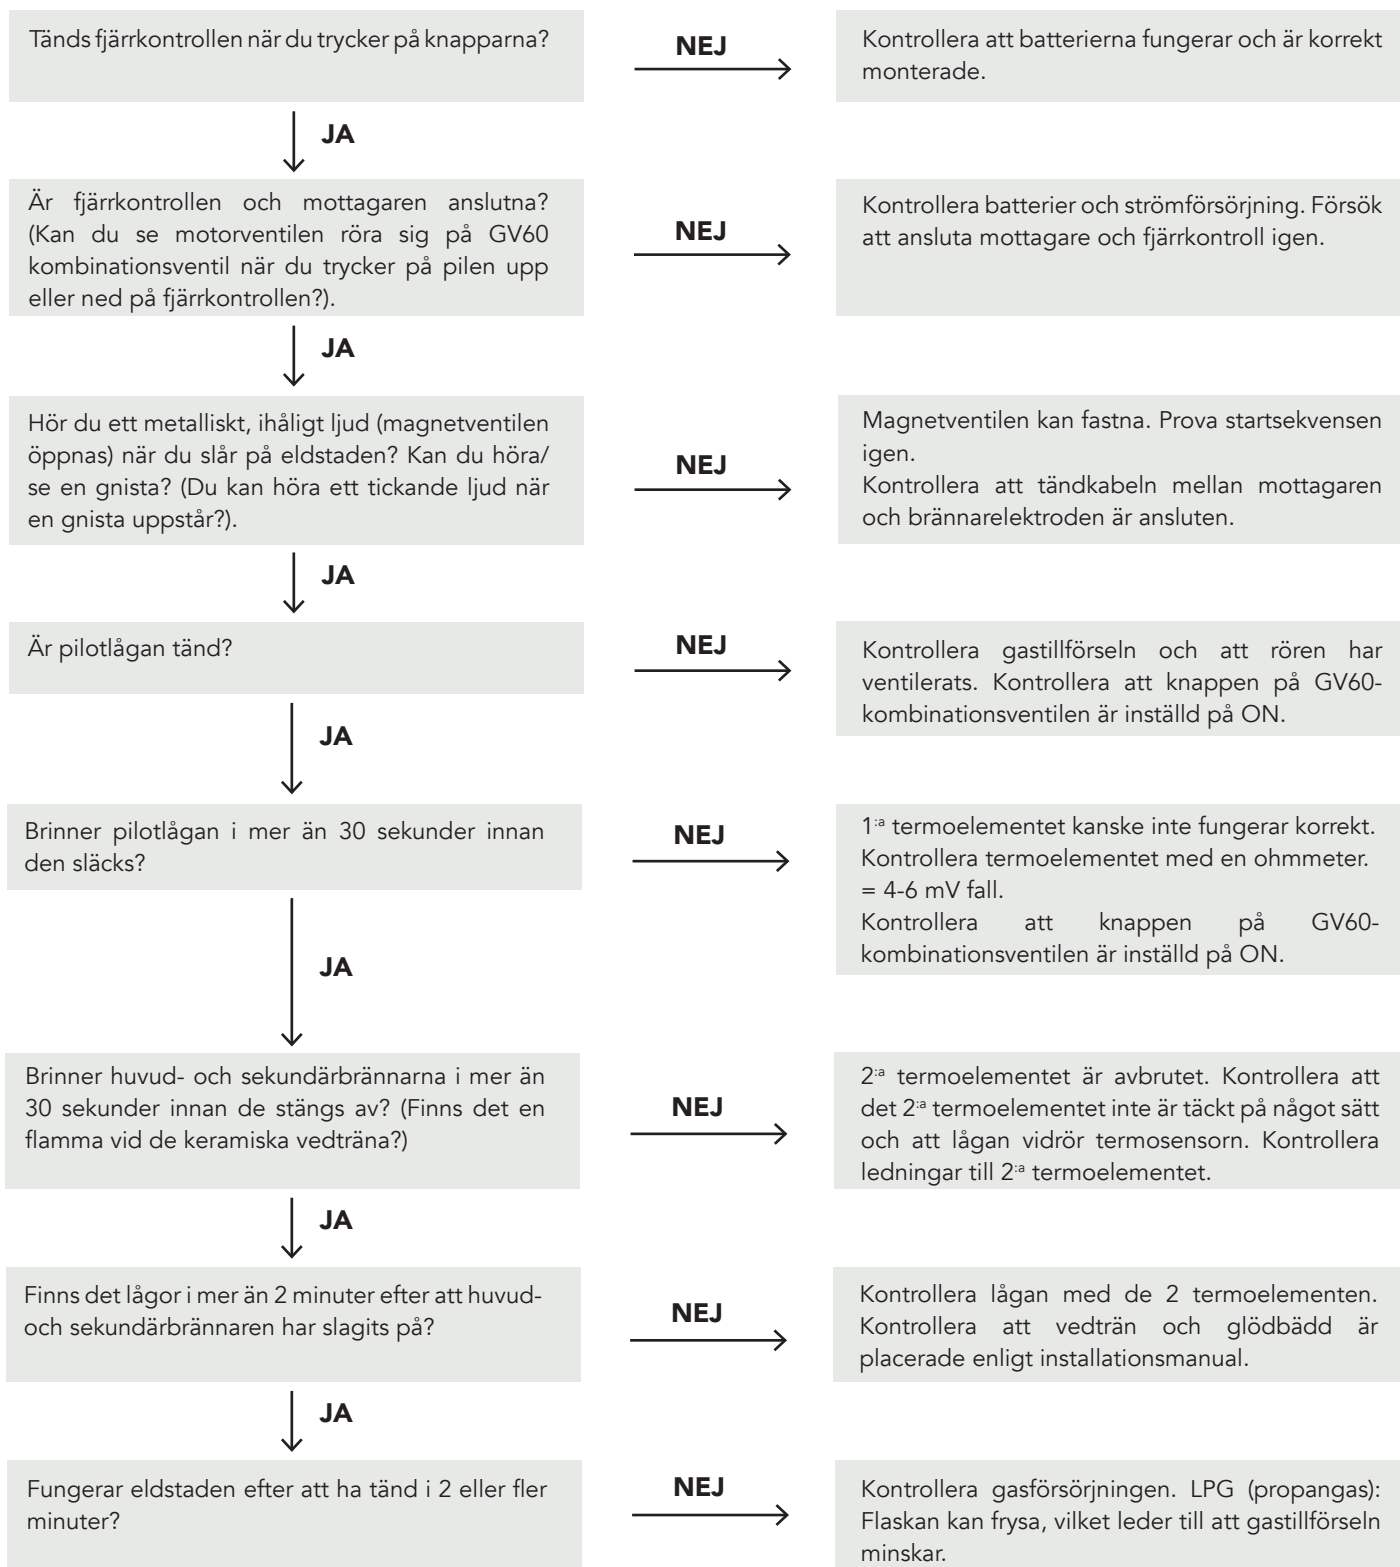 Tänds fjärrkontrollen när du trycker på knapparna?
NEJ
Kontrollera att batterierna fungerar och är korrekt
monterade.
JA
Är fjärrkontrollen och mottagaren anslutna?
(Kan du se motorventilen röra sig på GV60
kombinationsventil när du trycker på pilen upp
eller ned på fjärrkontrollen?).
NEJ
Kontrollera batterier och strömförsörjning. Försök
att ansluta mottagare och fjärrkontroll igen.
JA
Hör du ett metalliskt, ihåligt ljud (magnetventilen
öppnas) när du slår på eldstaden? Kan du höra/
se en gnista? (Du kan höra ett tickande ljud när
en gnista uppstår?).
NEJ
Magnetventilen kan fastna. Prova startsekvensen
igen.
Kontrollera att tändkabeln mellan mottagaren
och brännarelektroden är ansluten.
JA
Är pilotlågan tänd?
NEJ
Kontrollera gastillförseln och att rören har
ventilerats. Kontrollera att knappen på GV60-
kombinationsventilen är inställd på ON.
JA
Brinner pilotlågan i mer än 30 sekunder innan
den släcks?
NEJ
1:a termoelementet kanske inte fungerar korrekt.
Kontrollera termoelementet med en ohmmeter.
= 4-6 mV fall.
Kontrollera att knappen på GV60-
kombinationsventilen är inställd på ON.
JA
Brinner huvud- och sekundärbrännarna i mer än
30 sekunder innan de stängs av? (Finns det en
flamma vid de keramiska vedträna?)
NEJ
2:a termoelementet är avbrutet. Kontrollera att
det 2:a termoelementet inte är täckt på något sätt
och att lågan vidrör termosensorn. Kontrollera
ledningar till 2:a termoelementet.
JA
Finns det lågor i mer än 2 minuter efter att huvud-
och sekundärbrännaren har slagits på?
NEJ
Kontrollera lågan med de 2 termoelementen.
Kontrollera att vedträn och glödbädd är
placerade enligt installationsmanual.
JA
Fungerar eldstaden efter att ha tänd i 2 eller fler
minuter?
NEJ
Kontrollera gasförsörjningen. LPG (propangas):
Flaskan kan frysa, vilket leder till att gastillförseln
minskar.